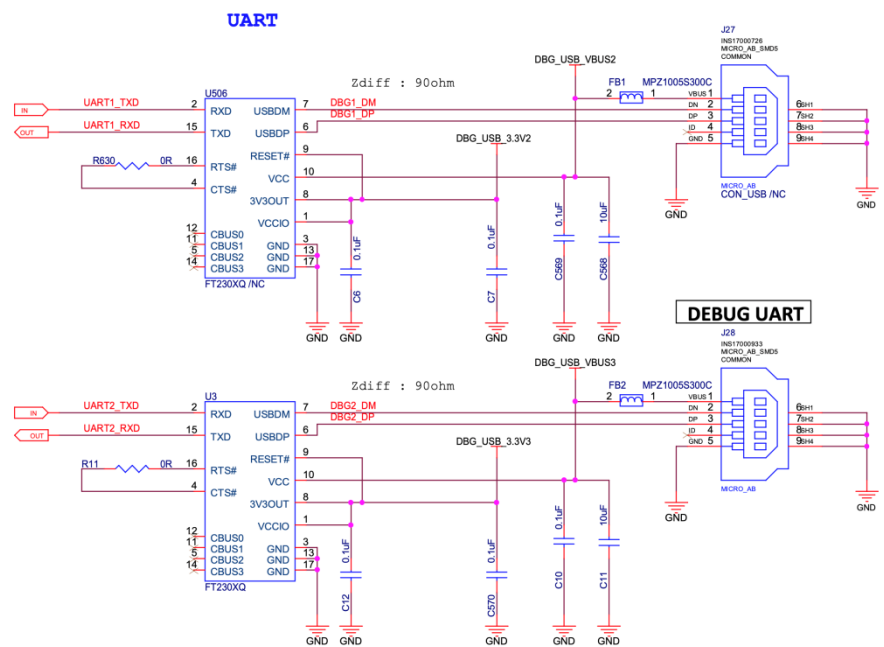 UART
J27
INS17000726
MICRO_AB_SMD5
COMMON
DBG_USB_VBUS2
FB1 MPZ1005S300C
2 1
U506
Zdiff : 90ohm
IN UART1_TXD 2 RXD USBDM 7 DBG1_DM
OUT UART1_RXD 15 TXD USBDP 6 DBG1_DP
VBUS 1
DN 2
DP 3
ID 4
GND 5
6 SH1
7 SH2
8 SH3
9 SH4
DBG_USB_3.3V2
RESET# 9
R630 0R 16 RTS#
VCC 10
4 CTS#
3V3OUT 8
VCCIO 1
MICRO_AB
CON_USB /NC
GND
GND
12 CBUS0
11 CBUS1 GND 3
5 CBUS2 GND 13
14 CBUS3 GND 17
FT230XQ /NC
0.1uF
C6
0.1uF
C7
0.1uF
C569
10uF
C568
GND GND GND GND GND
DEBUG UART
J28
INS17000933
MICRO_AB_SMD5
COMMON
DBG_USB_VBUS3
FB2 MPZ1005S300C
2 1
U3
Zdiff : 90ohm
IN UART2_TXD 2 RXD USBDM 7 DBG2_DM
OUT UART2_RXD 15 TXD USBDP 6 DBG2_DP
VBUS 1
DN 2
DP 3
ID 4
GND 5
6 SH1
7 SH2
8 SH3
9 SH4
DBG_USB_3.3V3
RESET# 9
R11 0R 16 RTS#
VCC 10
4 CTS#
3V3OUT 8
VCCIO 1
MICRO_AB
GND
GND
12 CBUS0
11 CBUS1 GND 3
5 CBUS2 GND 13
14 CBUS3 GND 17
FT230XQ
0.1uF
C12
0.1uF
C570
0.1uF
C10
10uF
C11
GND GND GND GND GND